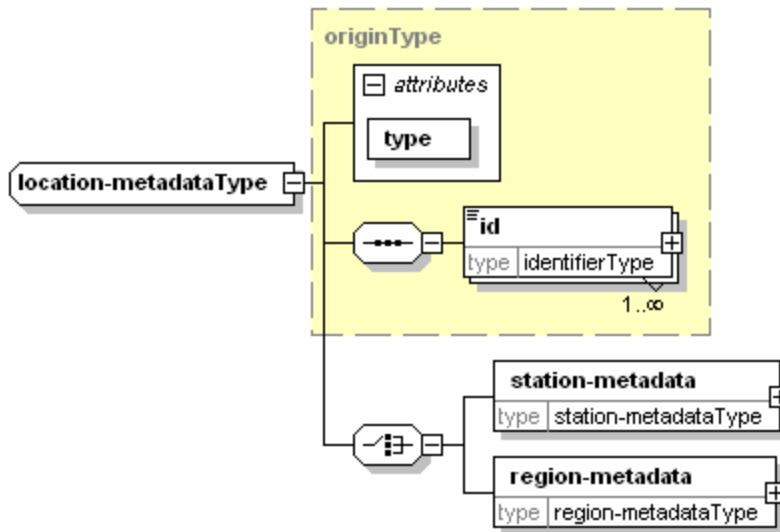 originType
attributes
type
location-metadataType
id
type identifierType
1..∞
station-metadata
type station-metadataType
region-metadata
type region-metadataType